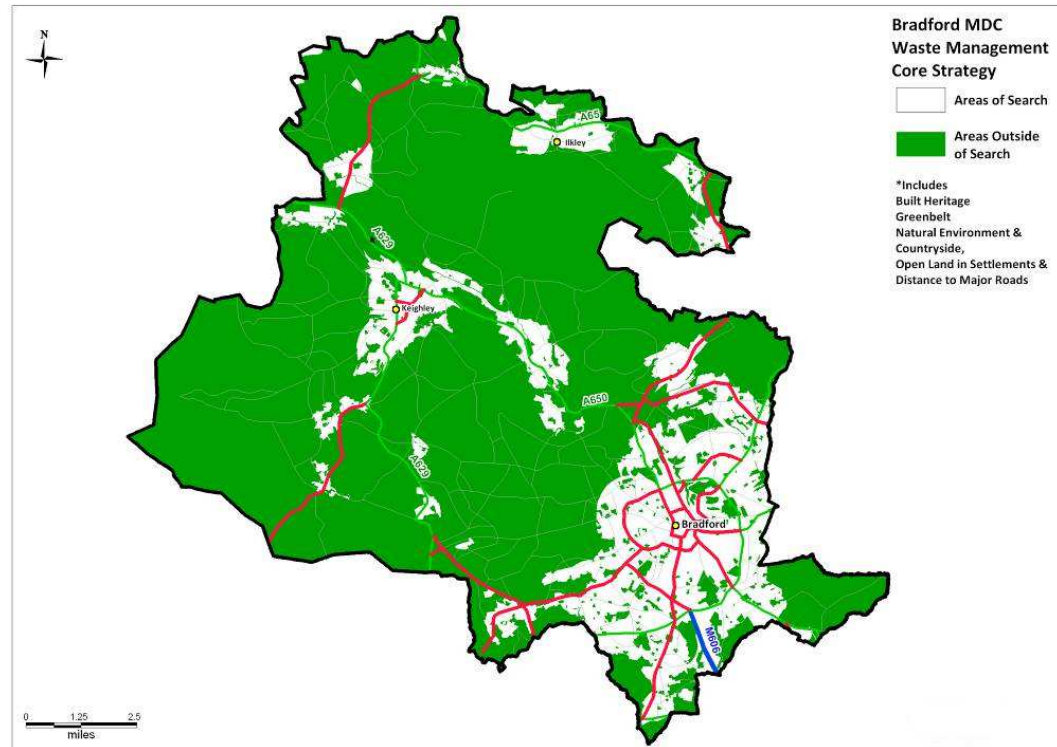 N
Bradford MDC
Waste Management
Core Strategy
Areas of Search
Areas Outside
of Search
*Includes
Built Heritage
Greenbelt
Natural Environment &
Countryside,
Open Land in Settlements &
Distance to Major Roads
A65
Ilkley
A629
Keighley
A650
A629
Bradford
M606
0 1.25 2.5
miles